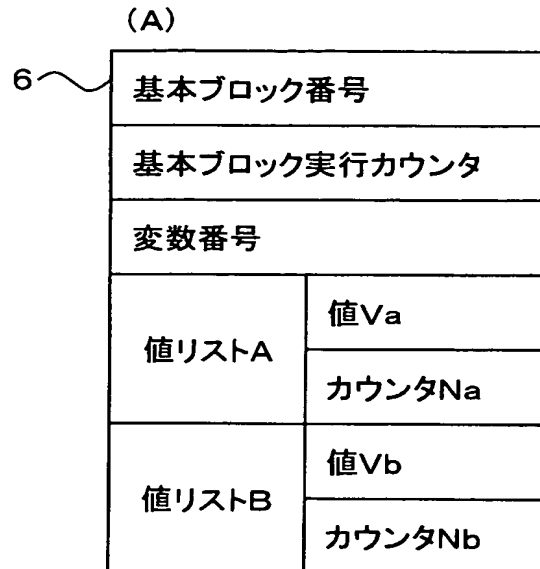 (A)
6
基本ブロック番号
基本ブロック実行カウンタ
変数番号
値リストA
値Va
カウンタNa
値リストB
値Vb
カウンタNb